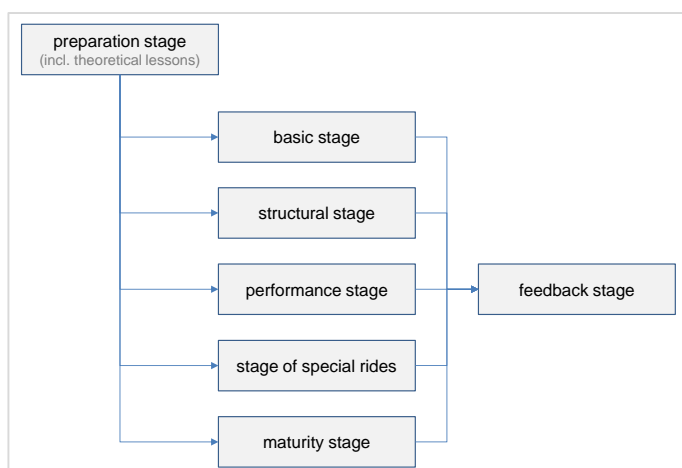 preparation stage
(incl. theoretical lessons)
basic stage
structural stage
performance stage
feedback stage
stage of special rides
maturity stage